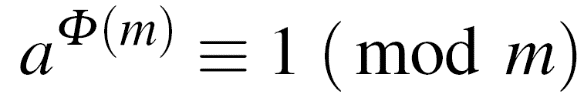 a^Φ(m) ≡ 1 ( mod m)